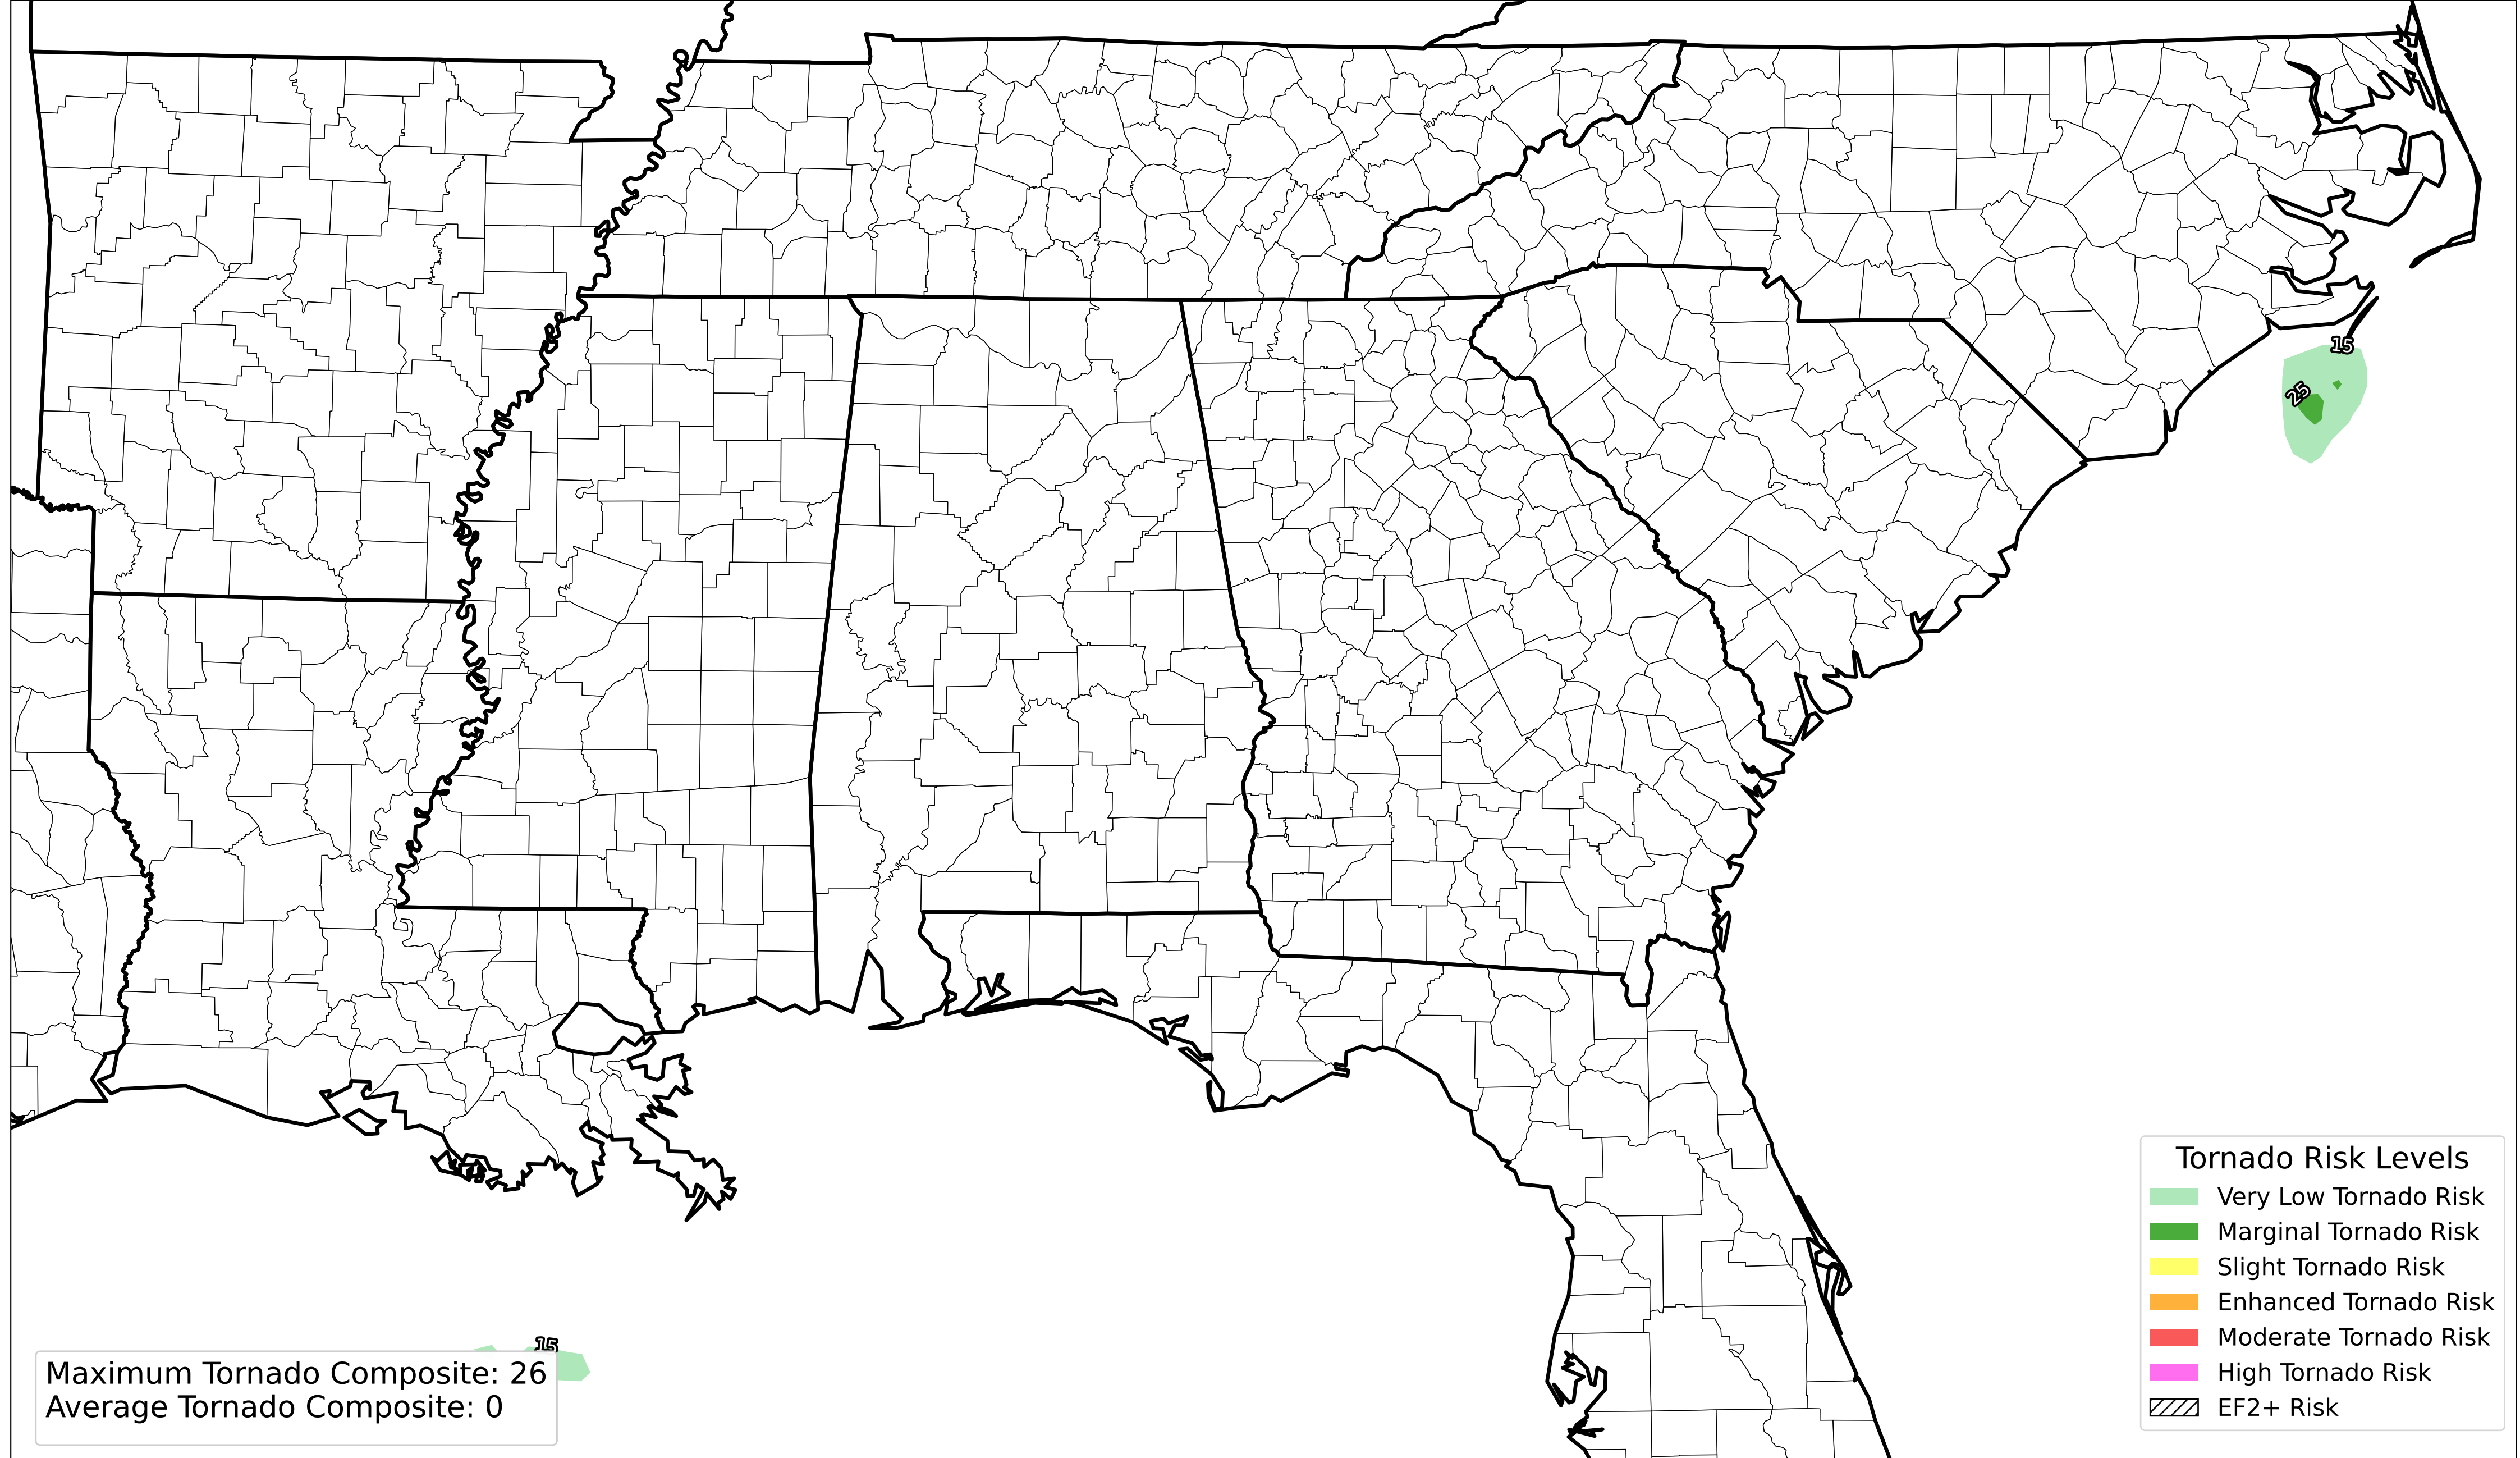 15
25
15
Maximum Tornado Composite: 26
Average Tornado Composite: 0
Tornado Risk Levels
Very Low Tornado Risk
Marginal Tornado Risk
Slight Tornado Risk
Enhanced Tornado Risk
Moderate Tornado Risk
High Tornado Risk
EF2+ Risk